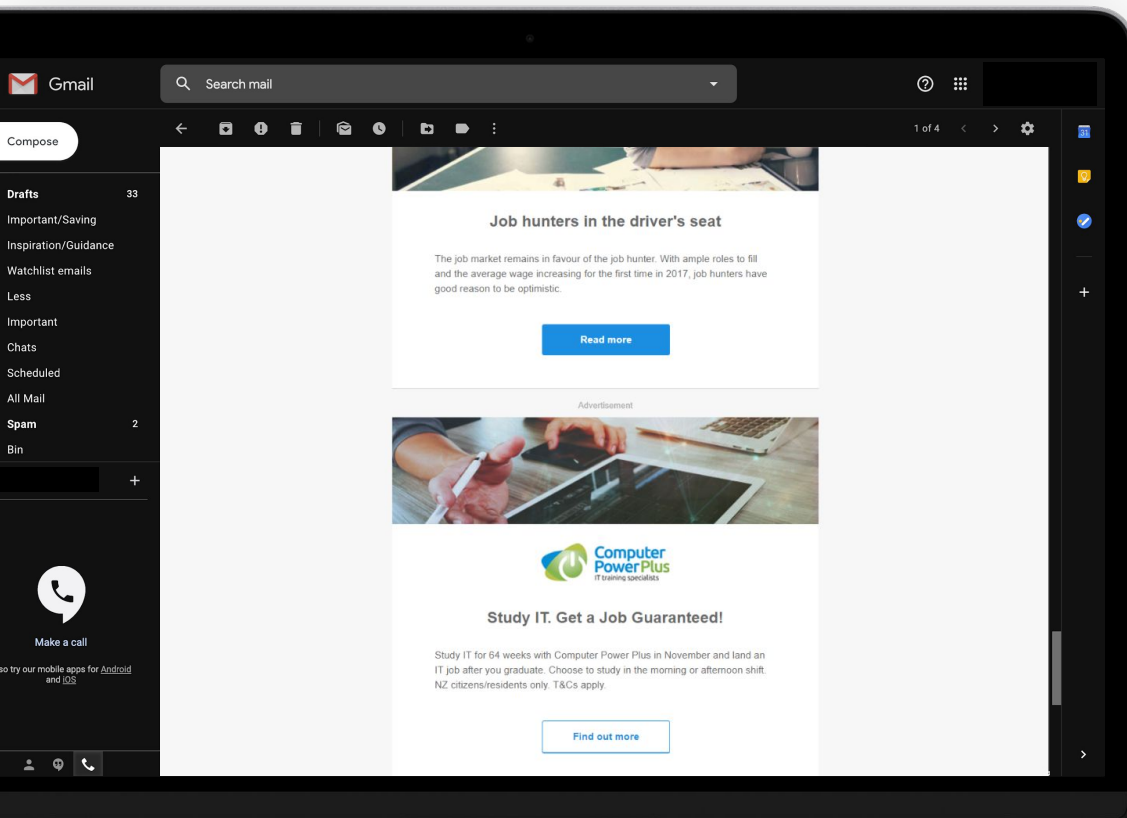 Gmail
Search mail
Compose
1 of 4
31
Drafts 33
Important/Saving
Inspiration/Guidance
Watchlist emails
Less
Important
Chats
Scheduled
All Mail
Spam 2
Bin
Make a call
so try our mobile apps for Android
and iOS
Job hunters in the driver's seat
The job market remains in favour of the job hunter. With ample roles to fill
and the average wage increasing for the first time in 2017, job hunters have
good reason to be optimistic.
Read more
Advertisement
Computer
PowerPlus
IT training specialists
Study IT. Get a Job Guaranteed!
Study IT for 64 weeks with Computer Power Plus in November and land an
IT job after you graduate. Choose to study in the morning or afternoon shift.
NZ citizens/residents only. T&Cs apply.
Find out more